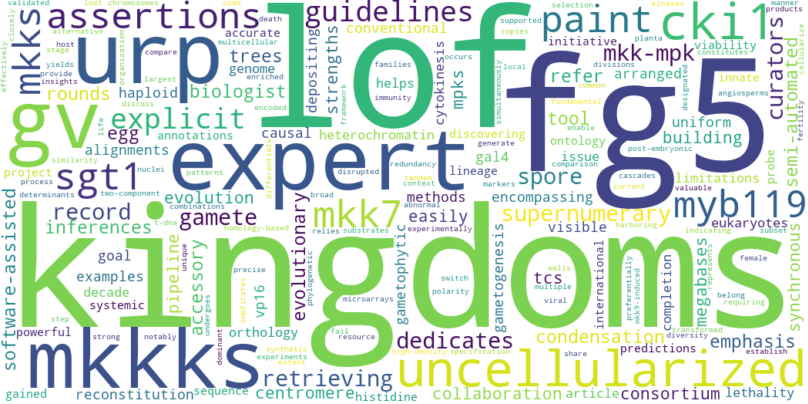 validated lost chromosomes code death selection kinases manner products
assertions guidelines paint cki1
mkks urp lof fg5 curators
alternative closely multicellular supported copies planta constitutes clarize
effectively stage host compare accurate depositing strengths conventional initiative mkk-mpk viability
yields provide insights organization largest enriched trees genome helps cytokinesis simultaneously refer arranged innate angiosperms
gv rounds haploid biologist families immunity mpks occurs local divisions designated common fundamental fertility
explicit egg annotations causal heterochromatin discovering framework tool uniform building semi-automated
project life alignments discuss encoded generate enable ontology post-embryonic
similarity process nuclei patterns differentiate redundancy gal4 issue comparison cascades limitations probe
expert sgt1 disrupted context lineage markers spore current valuable
determinants two-component tandem broad encompassing harboring
software-assisted record evolution combinations homology-based methods easily supernumerary myb119
t-dna gamete mkk7 abnormal visible indicating subset
inferences relies substrates experimentally eukaryotes
kingdoms
goal unique precise switch walls female
examples pipeline accessory evolutionary gametophytic gametogenesis tcs international preferentially mkk9-induced completion megabases represents synchronous
decade undergoes implicates phylogenetic microarrays polarity multiple belong requiring
systemic vp16 orthology fail resource viral transformed diversity
step
powerful strong notably dominant synthetic experiments extent high-density specification dedicates condensation share predictions establish emphasis
mkkks retrieving uncellularized
gained reconstitution sequence centromere histidine collaboration article consortium lethality